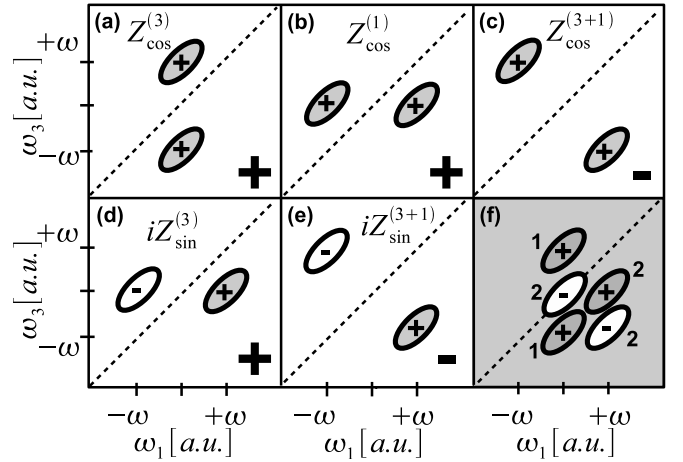 (a) Z_cos^(3)
(b) Z_cos^(1)
(c) Z_cos^(3+1)
+ω
ω₃[a.u.]
−ω
+ + + + + +
+ + -
(d) iZ_sin^(3)
(e) iZ_sin^(3+1)
(f)
+ω
ω₃[a.u.]
−ω
- + - + 1 + 2 - + 2 1 + - 2
+ -
−ω +ω −ω +ω −ω +ω
ω₁[a.u.] ω₁[a.u.] ω₁[a.u.]